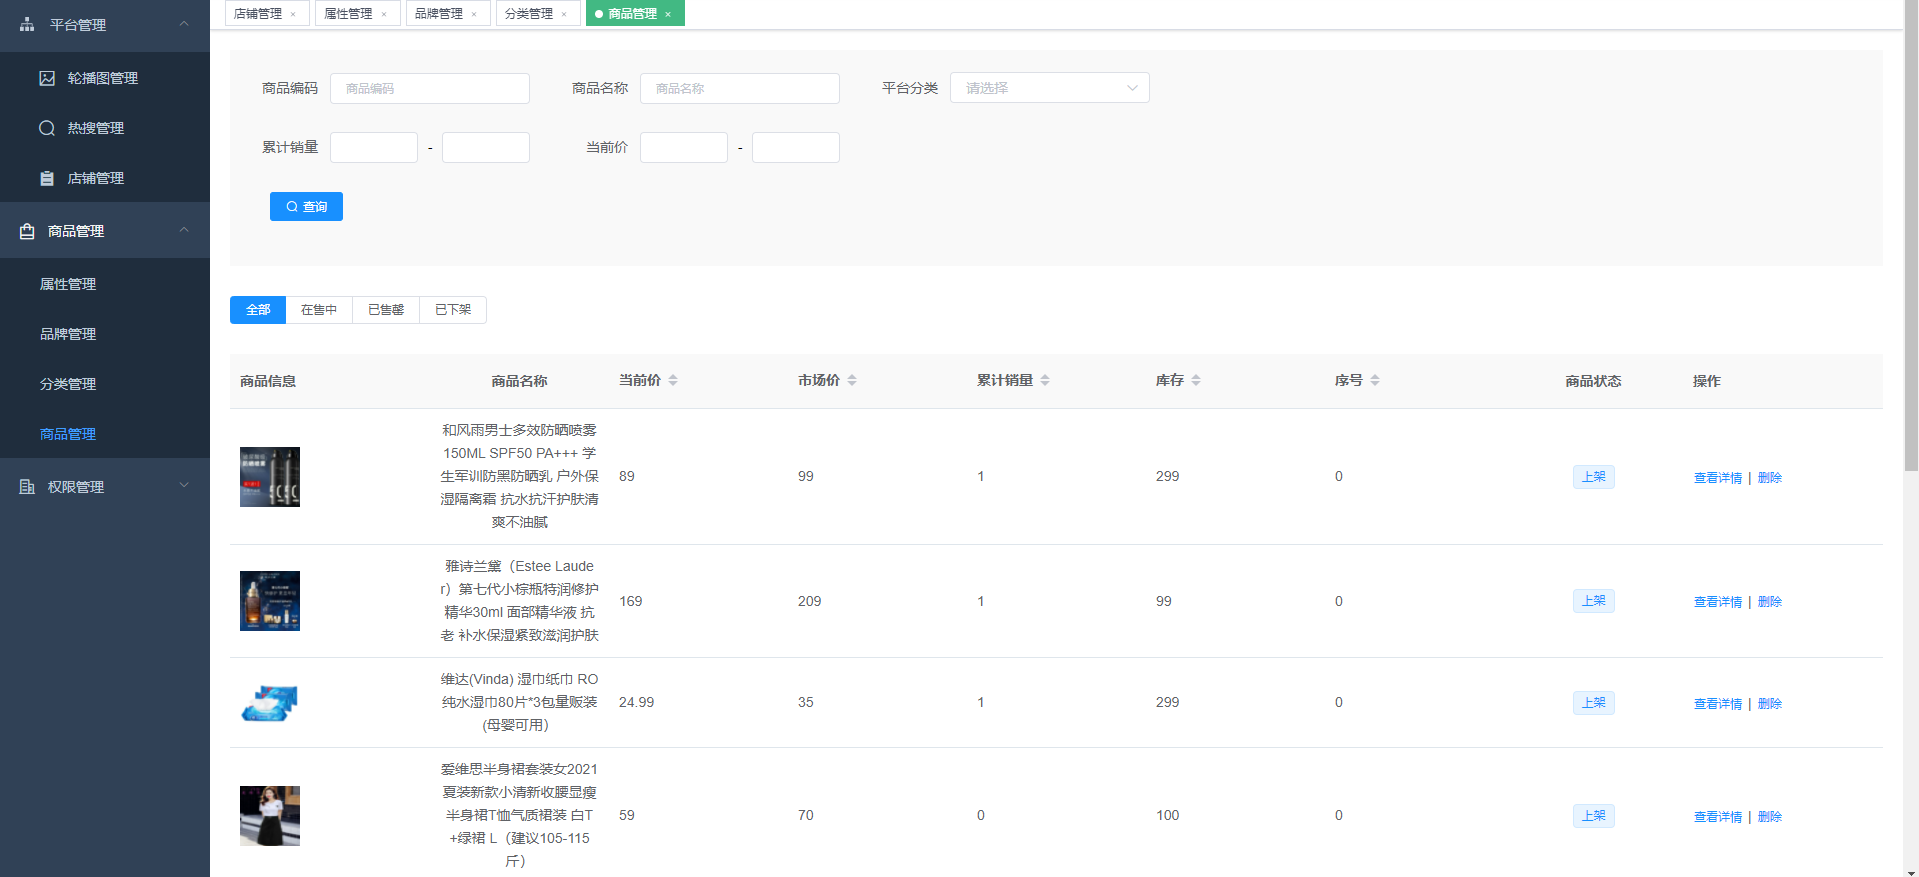 平台管理
轮播图管理
热搜管理
店铺管理
商品管理
属性管理
品牌管理
分类管理
商品管理
权限管理
店铺管理 × 属性管理 × 品牌管理 × 分类管理 × 商品管理 ×
商品编码 商品编码 商品名称 商品名称 平台分类 请选择
累计销量 - 当前价 -
查询
全部 在售中 已售罄 已下架
商品信息 商品名称 当前价 市场价 累计销量 库存 序号 商品状态 操作
和风雨男士多效防晒喷雾
150ML SPF50 PA+++ 学
生军训防黑防晒乳 户外保
湿隔离霜 抗水抗汗护肤清
爽不油腻
89 99 1 299 0 上架 查看详情 | 删除
雅诗兰黛（Estee Laude
r）第七代小棕瓶特润修护
精华30ml 面部精华液 抗
老 补水保湿紧致滋润护肤
169 209 1 99 0 上架 查看详情 | 删除
维达(Vinda) 湿巾纸巾 RO
纯水湿巾80片*3包量贩装
(母婴可用）
24.99 35 1 299 0 上架 查看详情 | 删除
爱维思半身裙套装女2021
夏装新款小清新收腰显瘦
半身裙T恤气质裙装 白T
+绿裙 L（建议105-115
斤）
59 70 0 100 0 上架 查看详情 | 删除